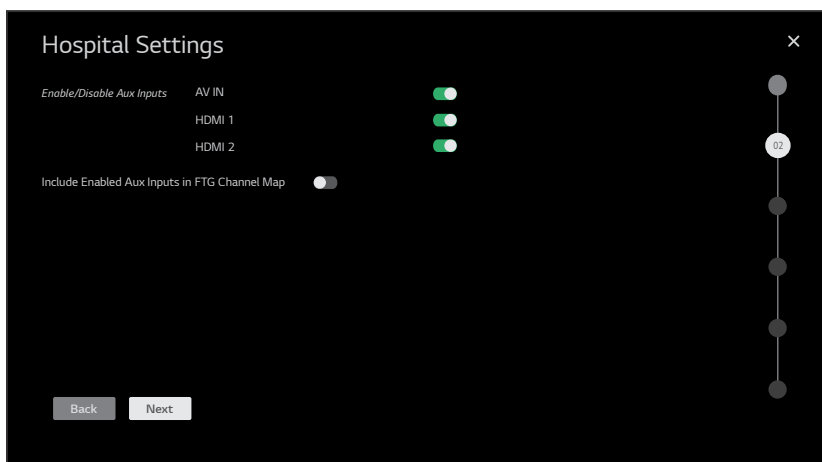 Hospital Settings
Enable/Disable Aux Inputs AV IN
HDMI 1
HDMI 2
02
Include Enabled Aux Inputs in FTG Channel Map
Back Next